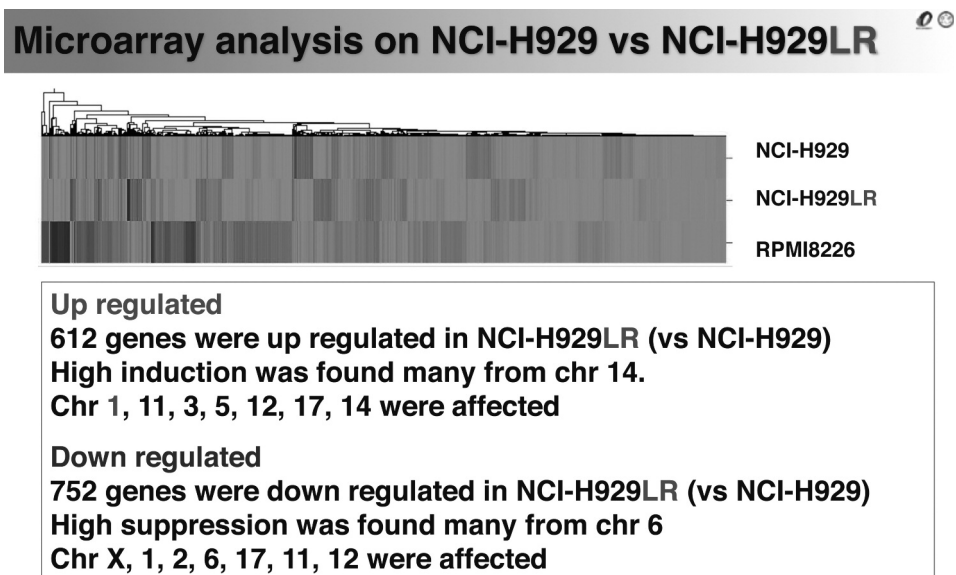 Microarray analysis on NCI-H929 vs NCI-H929LR
NCI-H929
NCI-H929LR
RPMI8226
Up regulated
612 genes were up regulated in NCI-H929LR (vs NCI-H929)
High induction was found many from chr 14.
Chr 1, 11, 3, 5, 12, 17, 14 were affected
Down regulated
752 genes were down regulated in NCI-H929LR (vs NCI-H929)
High suppression was found many from chr 6
Chr X, 1, 2, 6, 17, 11, 12 were affected